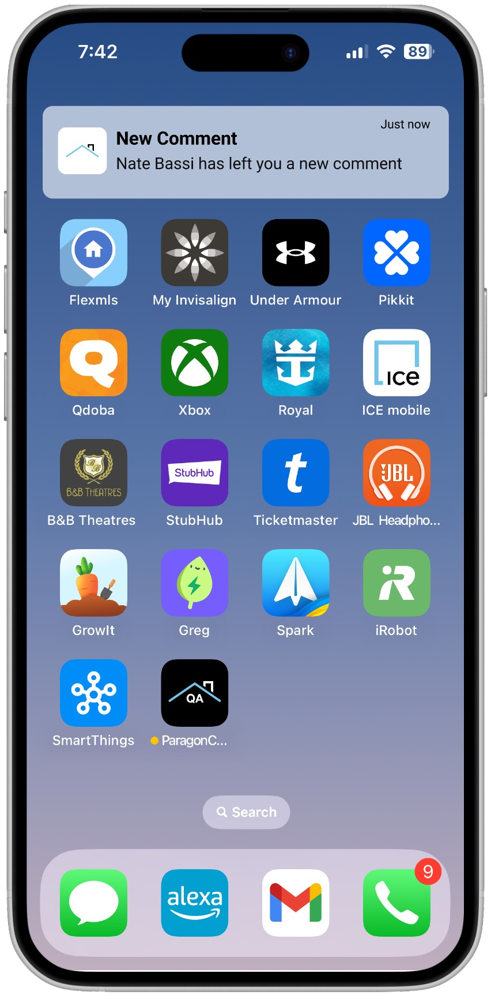 7:42
89
Just now
New Comment
Nate Bassi has left you a new comment
Flexmls
My Invisalign
Under Armour
Pikkit
Q
ICE
Qdoba
Xbox
Royal
ICE mobile
BB
B&B THEATRES
StubHub
t
JBL
B&B Theatres
StubHub
Ticketmaster
JBL Headpho...
iR
GrowIt
Greg
Spark
iRobot
QA
SmartThings
ParagonC...
Search
alexa
M
9